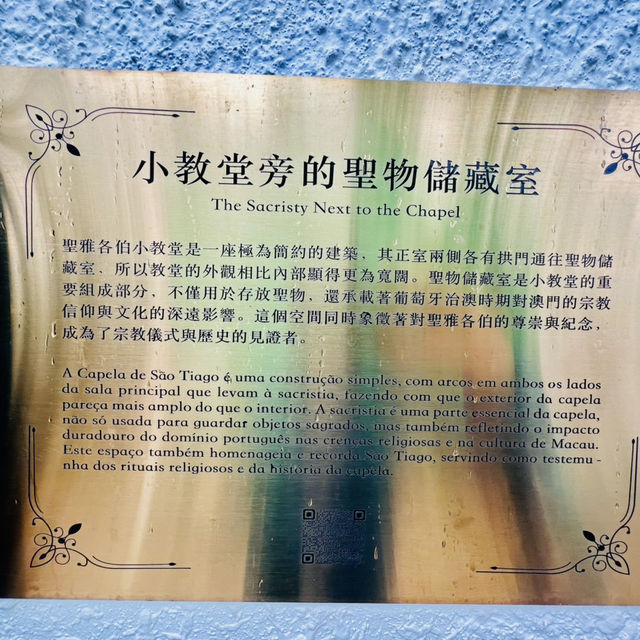 小教堂旁的聖物儲藏室
The Sacristy Next to the Chapel
聖雅各伯小教堂是一座極為簡約的建築，其正室兩側各有拱門通往聖物儲
藏室，所以教堂的外觀相比內部顯得更為寬闊。聖物儲藏室是小教堂的重
要組成部分，不僅用於存放聖物，還承載著葡萄牙治澳時期對澳門的宗教
信仰與文化的深遠影響。這個空間同時象徵著對聖雅各伯的尊崇與紀念，
成為了宗教儀式與歷史的見證者。
A Capela de São Tiago é uma construção simples, com arcos em ambos os lados
da sala principal que levam à sacristia, fazendo com que o exterior da capela
pareça mais amplo do que o interior. A sacristia é uma parte essencial da capela,
não só usada para guardar objetos sagrados, mas também refletindo o impacto
duradouro do domínio português nas crenças religiosas e na cultura de Macau.
Este espaço também homenageia e recorda São Tiago, servindo como testemu-
nha dos rituais religiosos e da história da capela.